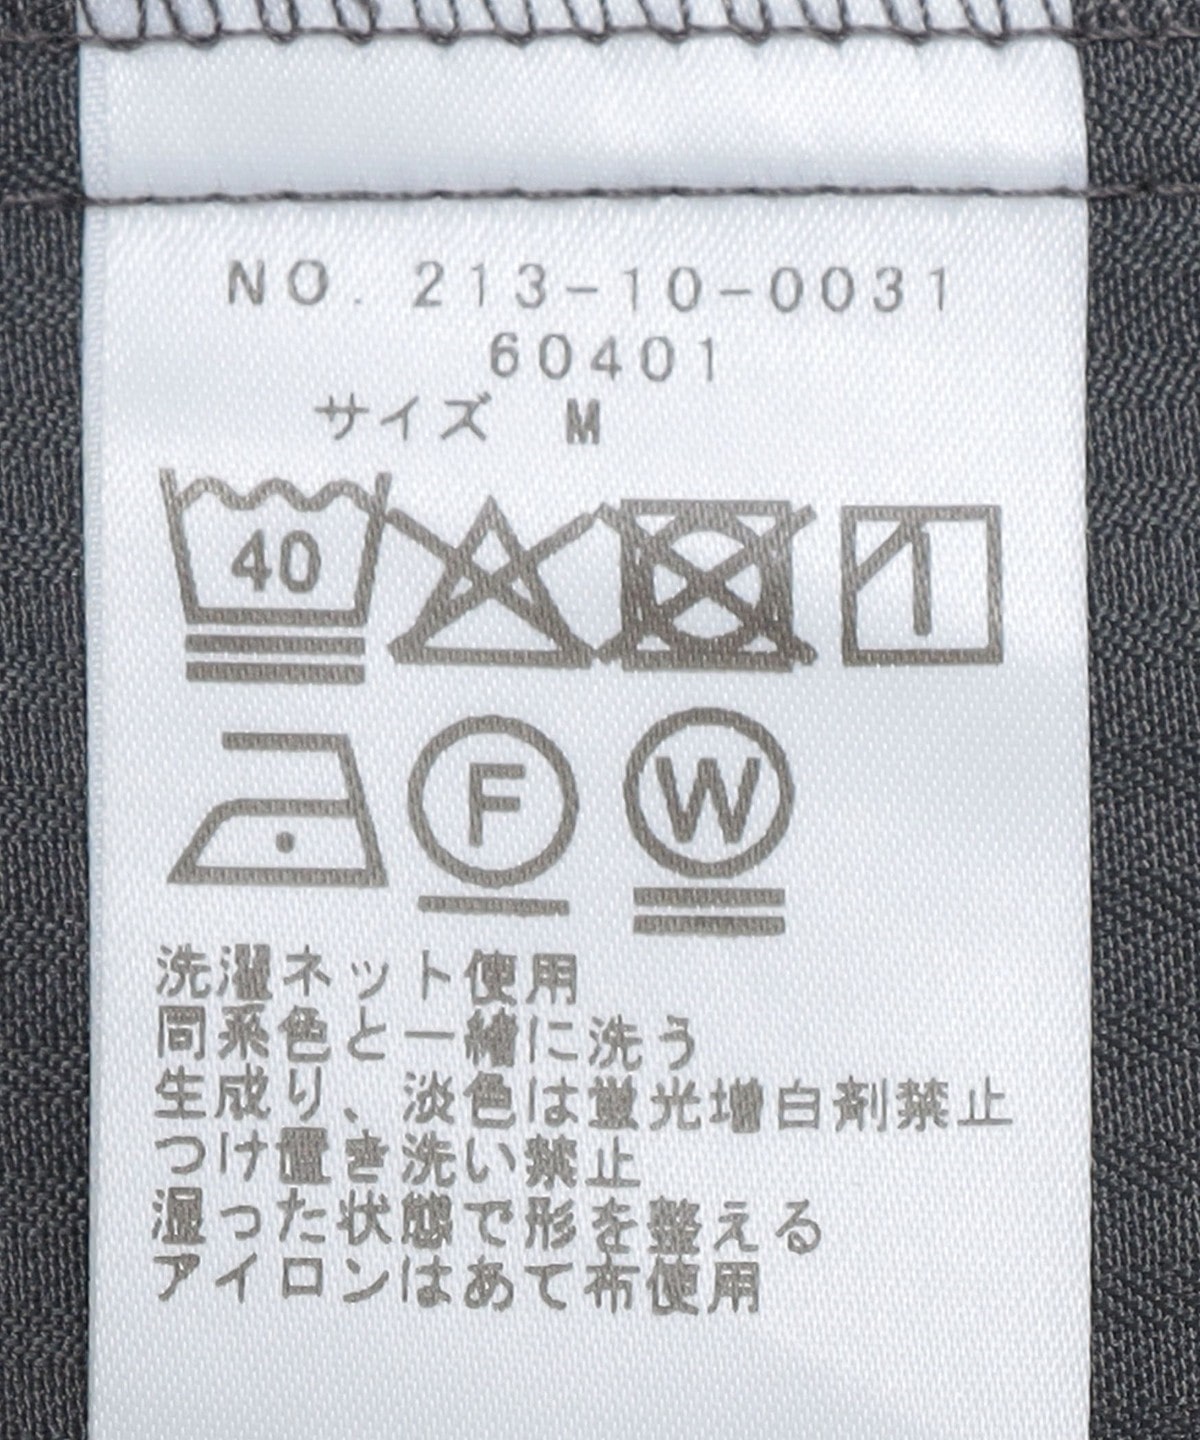 NO. 213-10-0031
60401
サイズ M
40
F W
洗濯ネット使用
同系色と一緒に洗う
生成り、淡色は蛍光増白剤禁止
つけ置き洗い禁止
湿った状態で形を整える
アイロンはあて布使用